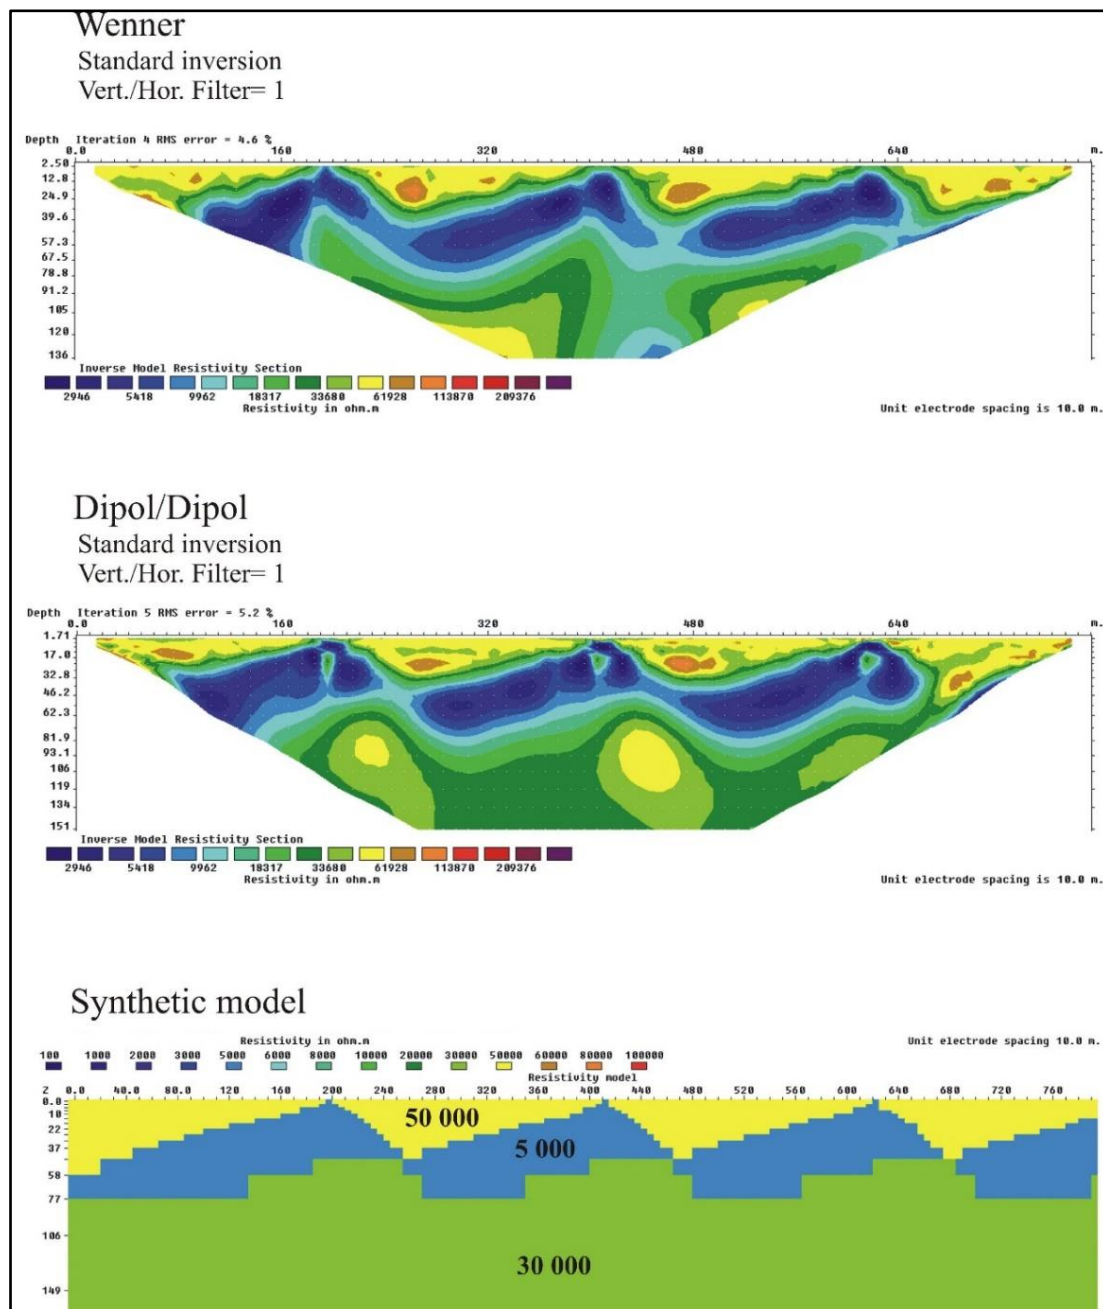 Wenner
Standard inversion
Vert./Hor. Filter= 1
Depth Iteration 4 RMS error = 4.6 %
0.0 160 320 480 640 m.
2.50
12.8
24.9
39.6
57.3
67.5
78.8
91.2
105
120
136
Inverse Model Resistivity Section
2946 5418 9962 18317 33680 61928 113870 209376
Resistivity in ohm.m Unit electrode spacing is 10.0 m.
Dipol/Dipol
Standard inversion
Vert./Hor. Filter= 1
Depth Iteration 5 RMS error = 5.2 %
0.0 160 320 480 640 m.
1.71
17.0
32.8
46.2
62.3
81.9
93.1
106
119
134
151
Inverse Model Resistivity Section
2946 5418 9962 18317 33680 61928 113870 209376
Resistivity in ohm.m Unit electrode spacing is 10.0 m.
Synthetic model
Resistivity in ohm.m Unit electrode spacing 10.0 m.
100 1000 2000 3000 5000 6000 8000 10000 20000 30000 50000 60000 80000 100000
Resistivity model
Z 0.0 40.0 80.0 120 160 200 240 280 320 360 400 440 480 520 560 600 640 680 720 760
0.0
10
22
37
58
77
106
149
50 000
5 000
30 000